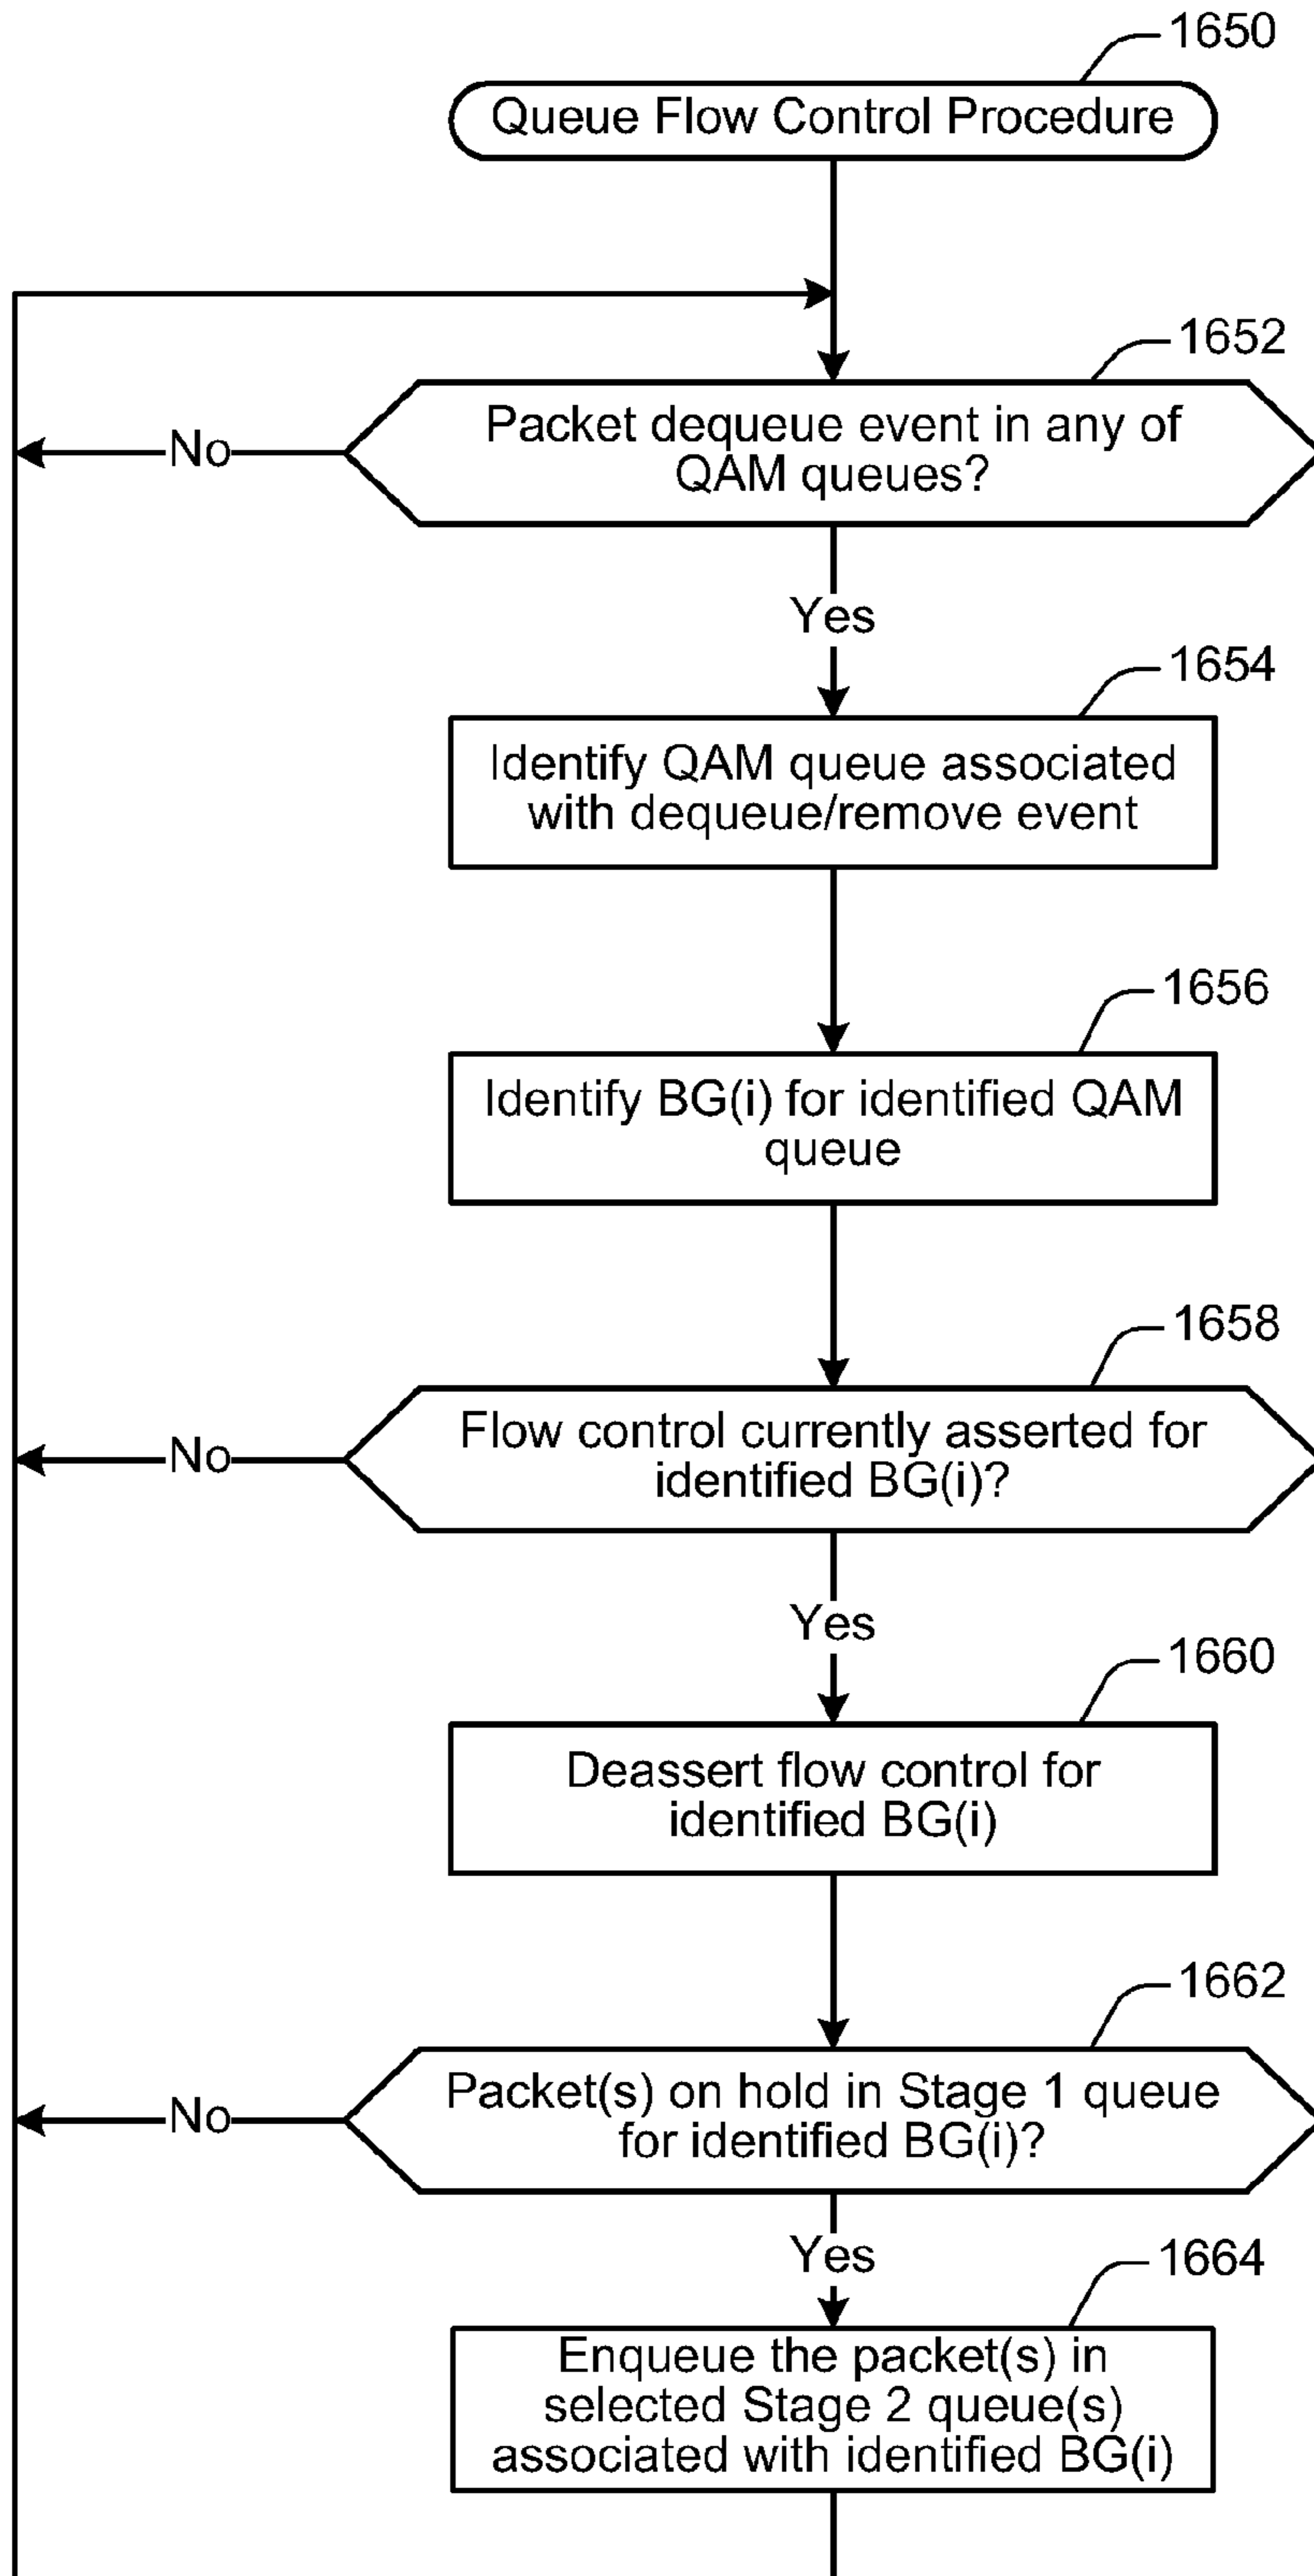 1650
Queue Flow Control Procedure
1652
Packet dequeue event in any of
QAM queues?
No
Yes
1654
Identify QAM queue associated
with dequeue/remove event
1656
Identify BG(i) for identified QAM
queue
1658
Flow control currently asserted for
identified BG(i)?
No
Yes
1660
Deassert flow control for
identified BG(i)
1662
Packet(s) on hold in Stage 1 queue
for identified BG(i)?
No
Yes
1664
Enqueue the packet(s) in
selected Stage 2 queue(s)
associated with identified BG(i)